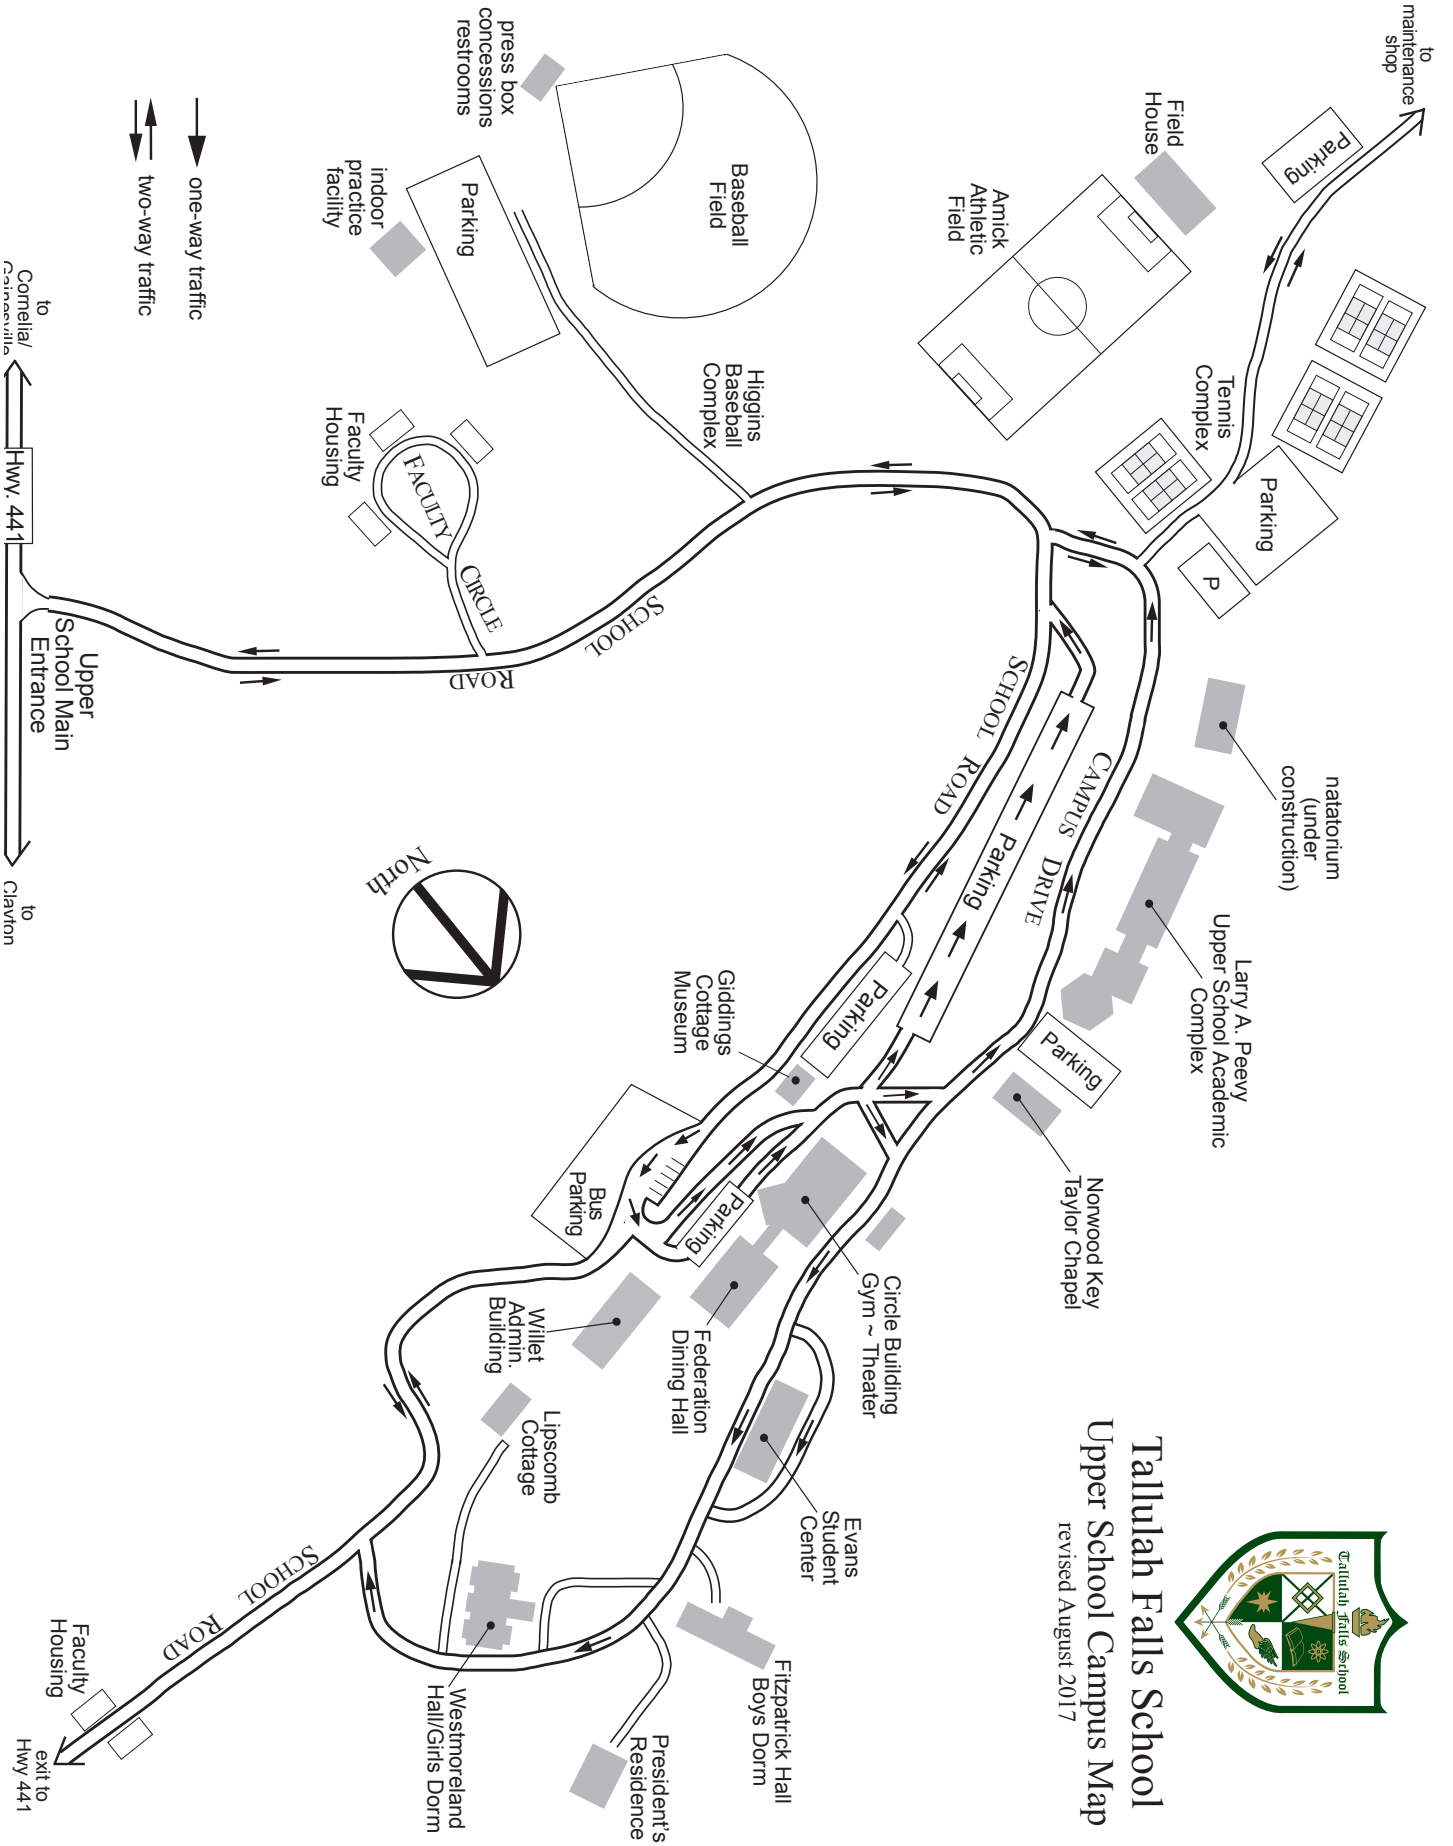 Tallulah Falls School
Tallulah Falls School
Upper School Campus Map
revised August 2017
to
maintenance
shop
Parking
Field
House
Amick
Athletic
Field
Tennis
Complex
Parking
P
natatorium
(under
construction)
Larry A. Peevy
Upper School Academic
Complex
Parking
Norwood Key
Taylor Chapel
CAMPUS DRIVE
Parking
SCHOOL ROAD
Parking
Giddings
Cottage
Museum
Circle Building
Gym ~ Theater
Parking
Federation
Dining Hall
Bus
Parking
Willet
Admin.
Building
Evans
Student
Center
Lipscomb
Cottage
Fitzpatrick Hall
Boys Dorm
President's
Residence
Westmoreland
Hall/Girls Dorm
SCHOOL ROAD
Faculty
Housing
exit to
Hwy 441
press box
concessions
restrooms
Baseball
Field
Parking
indoor
practice
facility
Higgins
Baseball
Complex
Faculty
Housing
FACULTY CIRCLE
SCHOOL ROAD
North
one-way traffic
two-way traffic
to
Cornelia/
Gainesville
Hwy. 441
Upper
School Main
Entrance
to
Clayton